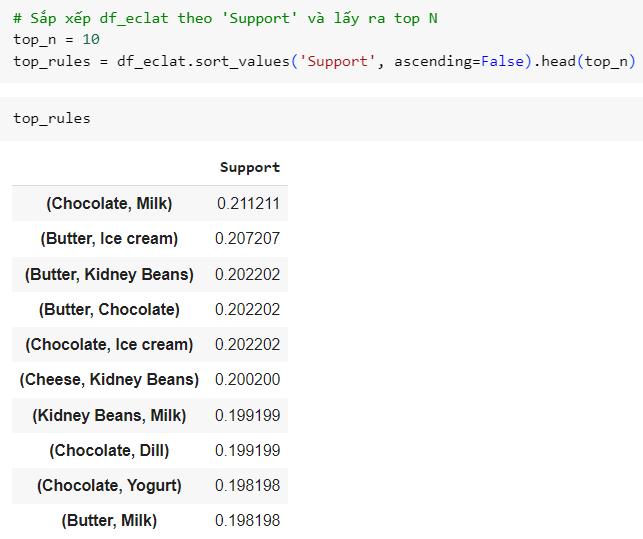 # Sắp xếp df_eclat theo 'Support' và lấy ra top N
top_n = 10
top_rules = df_eclat.sort_values('Support', ascending=False).head(top_n)
top_rules
Support
(Chocolate, Milk) 0.211211
(Butter, Ice cream) 0.207207
(Butter, Kidney Beans) 0.202202
(Butter, Chocolate) 0.202202
(Chocolate, Ice cream) 0.202202
(Cheese, Kidney Beans) 0.200200
(Kidney Beans, Milk) 0.199199
(Chocolate, Dill) 0.199199
(Chocolate, Yogurt) 0.198198
(Butter, Milk) 0.198198